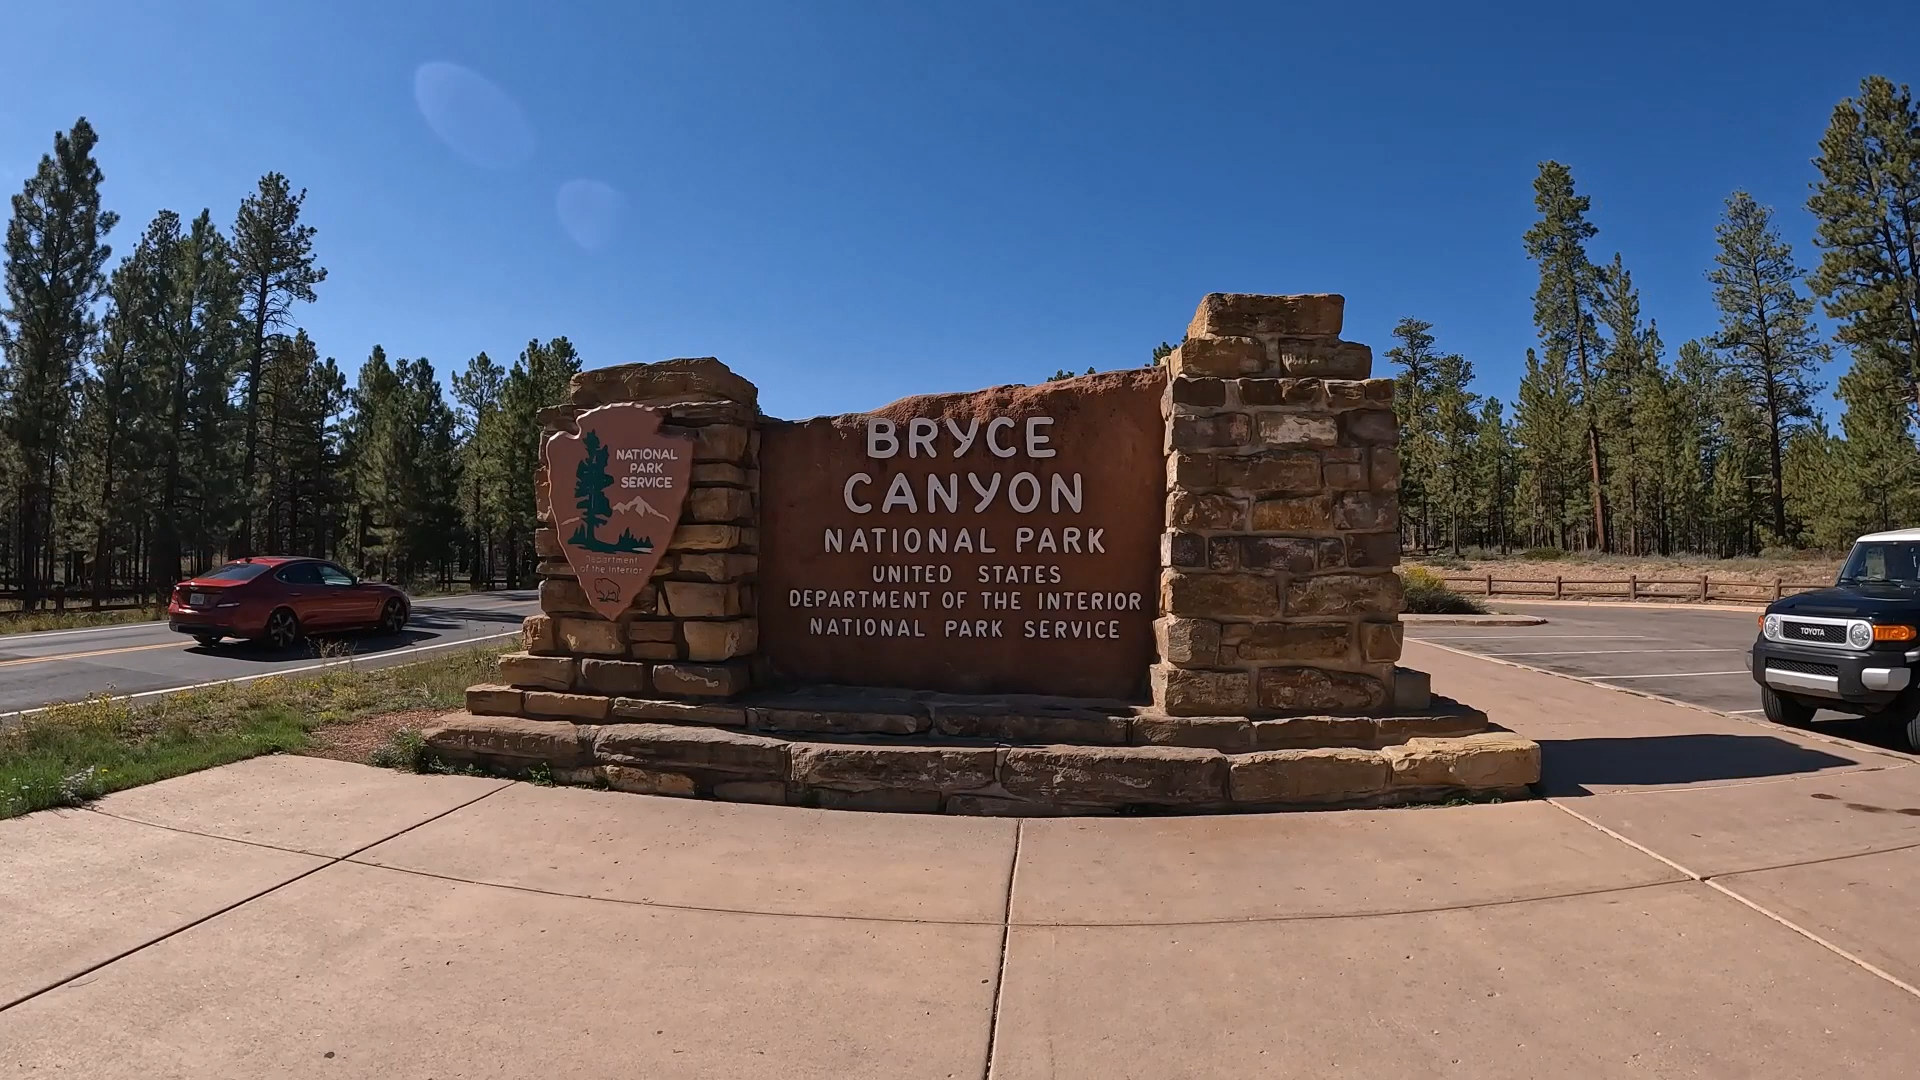 NATIONAL
PARK
SERVICE
Department
of the Interior
BRYCE
CANYON
NATIONAL PARK
UNITED STATES
DEPARTMENT OF THE INTERIOR
NATIONAL PARK SERVICE
TOYOTA